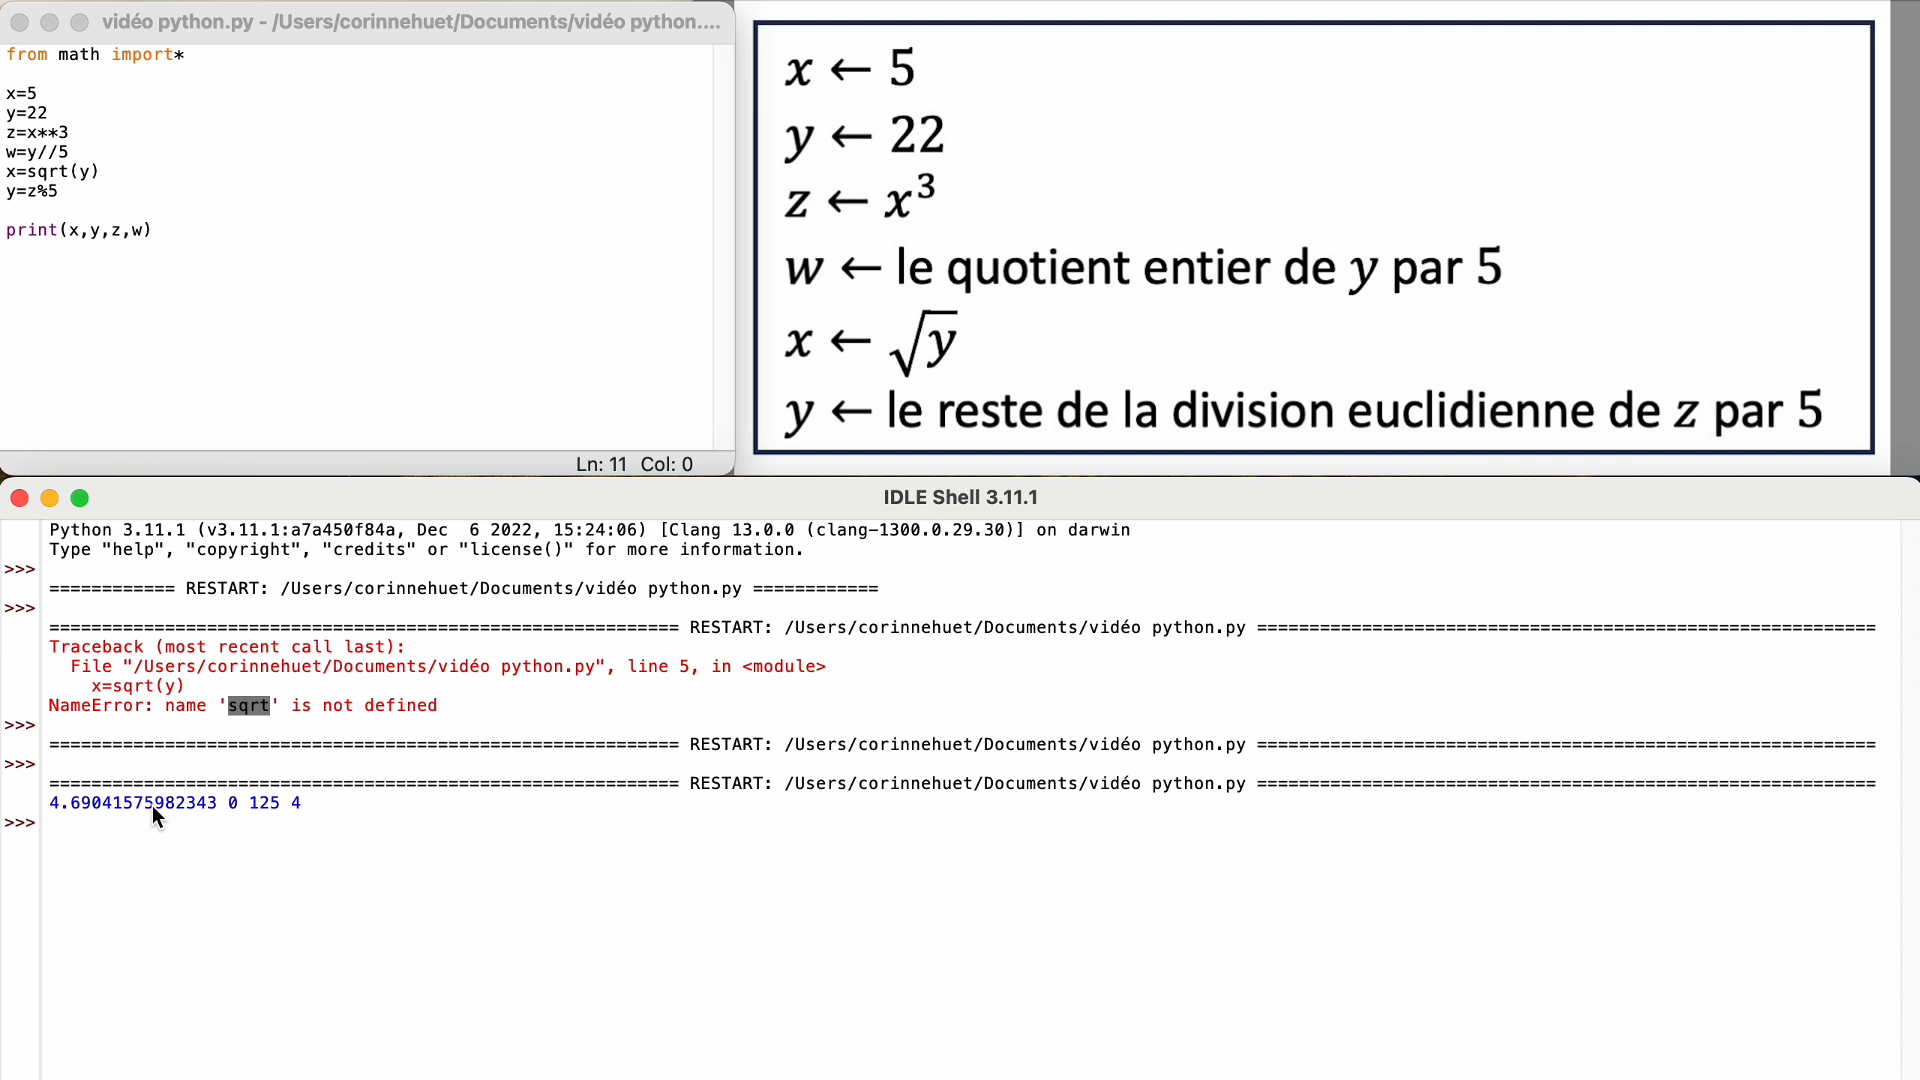 vidéo python.py - /Users/corinnehuet/Documents/vidéo python....
from math import*
x=5
y=22
z=x**3
w=y//5
x=sqrt(y)
y=z%5
print(x,y,z,w)
Ln: 11 Col: 0
x ← 5
y ← 22
z ← x³
w ← le quotient entier de y par 5
x ← √y
y ← le reste de la division euclidienne de z par 5
IDLE Shell 3.11.1
Python 3.11.1 (v3.11.1:a7a450f84a, Dec  6 2022, 15:24:06) [Clang 13.0.0 (clang-1300.0.29.30)] on darwin
Type "help", "copyright", "credits" or "license()" for more information.
>>>
============ RESTART: /Users/corinnehuet/Documents/vidéo python.py ============
>>>
============================================================ RESTART: /Users/corinnehuet/Documents/vidéo python.py ===========================================================
Traceback (most recent call last):
  File "/Users/corinnehuet/Documents/vidéo python.py", line 5, in <module>
    x=sqrt(y)
NameError: name 'sqrt' is not defined
>>>
============================================================ RESTART: /Users/corinnehuet/Documents/vidéo python.py ===========================================================
>>>
============================================================ RESTART: /Users/corinnehuet/Documents/vidéo python.py ===========================================================
4.69041575982343 0 125 4
>>>